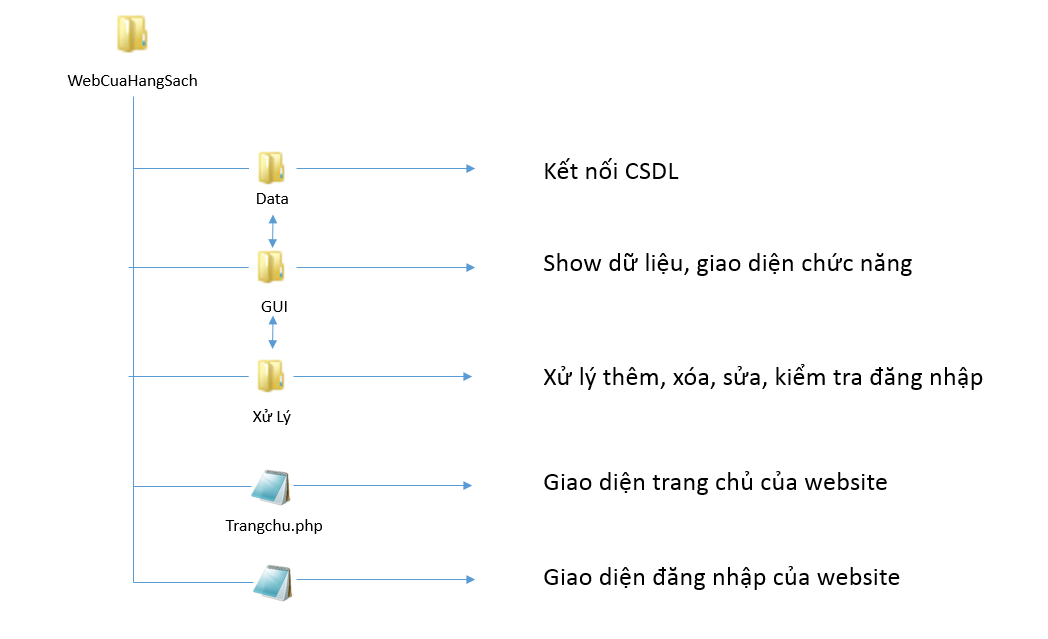 WebCuaHangSach
Kết nối CSDL
Data
Show dữ liệu, giao diện chức năng
GUI
Xử lý thêm, xóa, sửa, kiểm tra đăng nhập
Xử Lý
Giao diện trang chủ của website
Trangchu.php
Giao diện đăng nhập của website